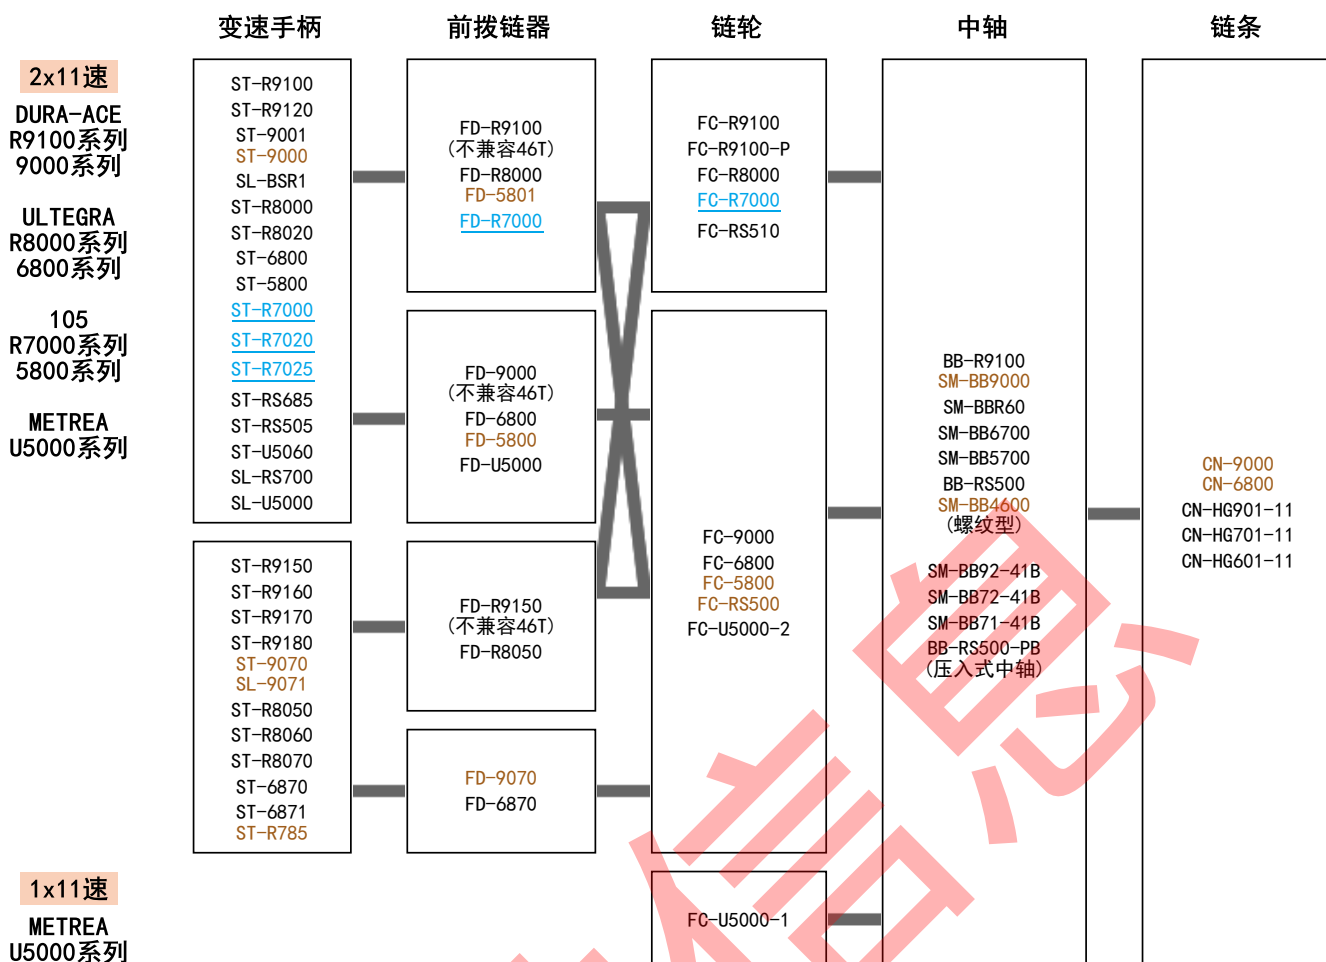 变速手柄
前拨链器
链轮
中轴
链条
2x11速
DURA-ACE
R9100系列
9000系列
ULTEGRA
R8000系列
6800系列
105
R7000系列
5800系列
METREA
U5000系列
ST-R9100
ST-R9120
ST-9001
ST-9000
SL-BSR1
ST-R8000
ST-R8020
ST-6800
ST-5800
ST-R7000
ST-R7020
ST-R7025
ST-RS685
ST-RS505
ST-U5060
SL-RS700
SL-U5000
FD-R9100
(不兼容46T)
FD-R8000
FD-5801
FD-R7000
FD-9000
(不兼容46T)
FD-6800
FD-5800
FD-U5000
FC-R9100
FC-R9100-P
FC-R8000
FC-R7000
FC-RS510
ST-R9150
ST-R9160
ST-R9170
ST-R9180
ST-9070
SL-9071
ST-R8050
ST-R8060
ST-R8070
ST-6870
ST-6871
ST-R785
FD-R9150
(不兼容46T)
FD-R8050
FD-9070
FD-6870
FC-9000
FC-6800
FC-5800
FC-RS500
FC-U5000-2
BB-R9100
SM-BB9000
SM-BBR60
SM-BB6700
SM-BB5700
BB-RS500
SM-BB4600
(螺纹型)
SM-BB92-41B
SM-BB72-41B
SM-BB71-41B
BB-RS500-PB
(压入式中轴)
CN-9000
CN-6800
CN-HG901-11
CN-HG701-11
CN-HG601-11
1x11速
METREA
U5000系列
FC-U5000-1
信息